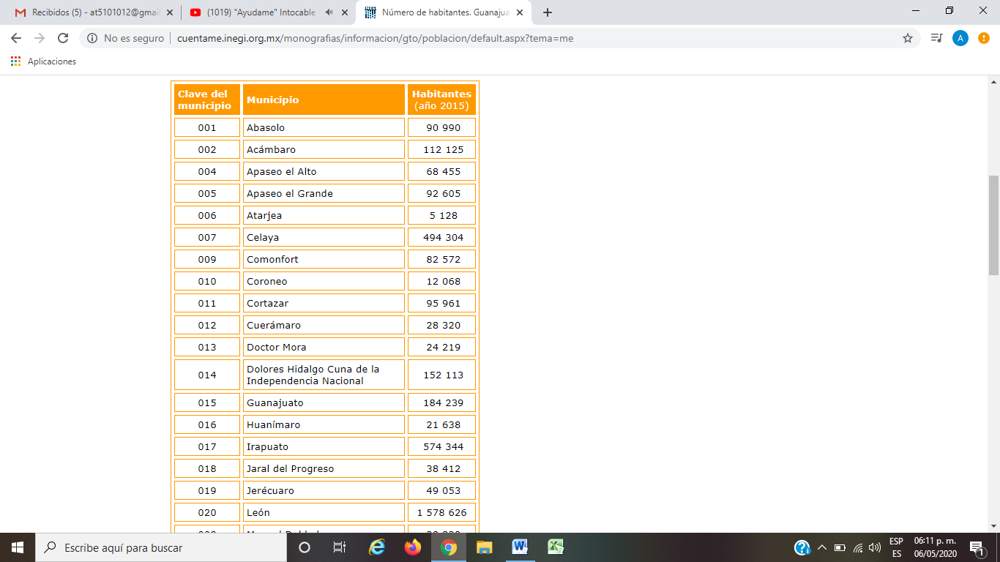 Recibidos (5) - at5101012@gmai
(1019) "Ayudame" Intocable
Número de habitantes. Guanajua
No es seguro cuentame.inegi.org.mx/monografias/informacion/gto/poblacion/default.aspx?tema=me
A
Aplicaciones
Clave del municipio Municipio Habitantes (año 2015)
001 Abasolo 90 990
002 Acámbaro 112 125
004 Apaseo el Alto 68 455
005 Apaseo el Grande 92 605
006 Atarjea 5 128
007 Celaya 494 304
009 Comonfort 82 572
010 Coroneo 12 068
011 Cortazar 95 961
012 Cuerámaro 28 320
013 Doctor Mora 24 219
014 Dolores Hidalgo Cuna de la Independencia Nacional 152 113
015 Guanajuato 184 239
016 Huanímaro 21 638
017 Irapuato 574 344
018 Jaral del Progreso 38 412
019 Jerécuaro 49 053
020 León 1 578 626
Escribe aquí para buscar
ESP
ES
06:11 p. m.
06/05/2020
1